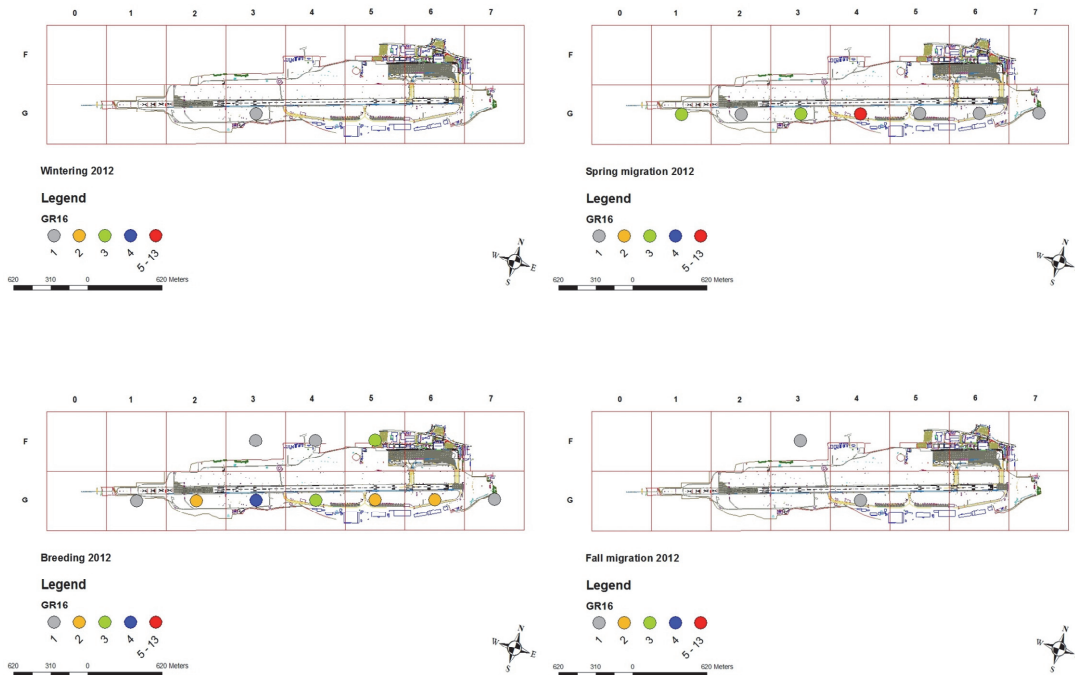 0 1 2 3 4 5 6 7
F
G
Wintering 2012
Legend
GR16
1 2 3 4 5 - 13
N
W E
S
620 310 0 620 Meters
0 1 2 3 4 5 6 7
F
G
Spring migration 2012
Legend
GR16
1 2 3 4 5 - 13
N
W E
S
620 310 0 620 Meters
0 1 2 3 4 5 6 7
F
G
Breeding 2012
Legend
GR16
1 2 3 4 5 - 13
N
W E
S
620 310 0 620 Meters
0 1 2 3 4 5 6 7
F
G
Fall migration 2012
Legend
GR16
1 2 3 4 5 - 13
N
W E
S
620 310 0 620 Meters